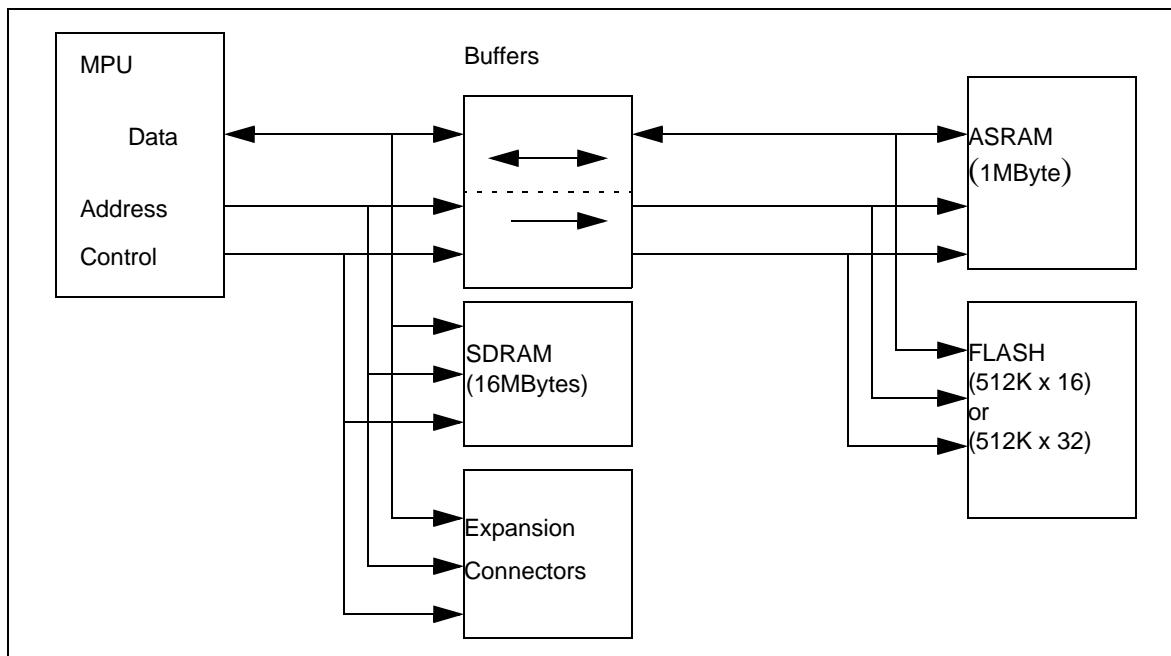 MPU
Data
Address
Control
Buffers
SDRAM
(16MBytes)
Expansion
Connectors
ASRAM
(1MByte)
FLASH
(512K x 16)
or
(512K x 32)